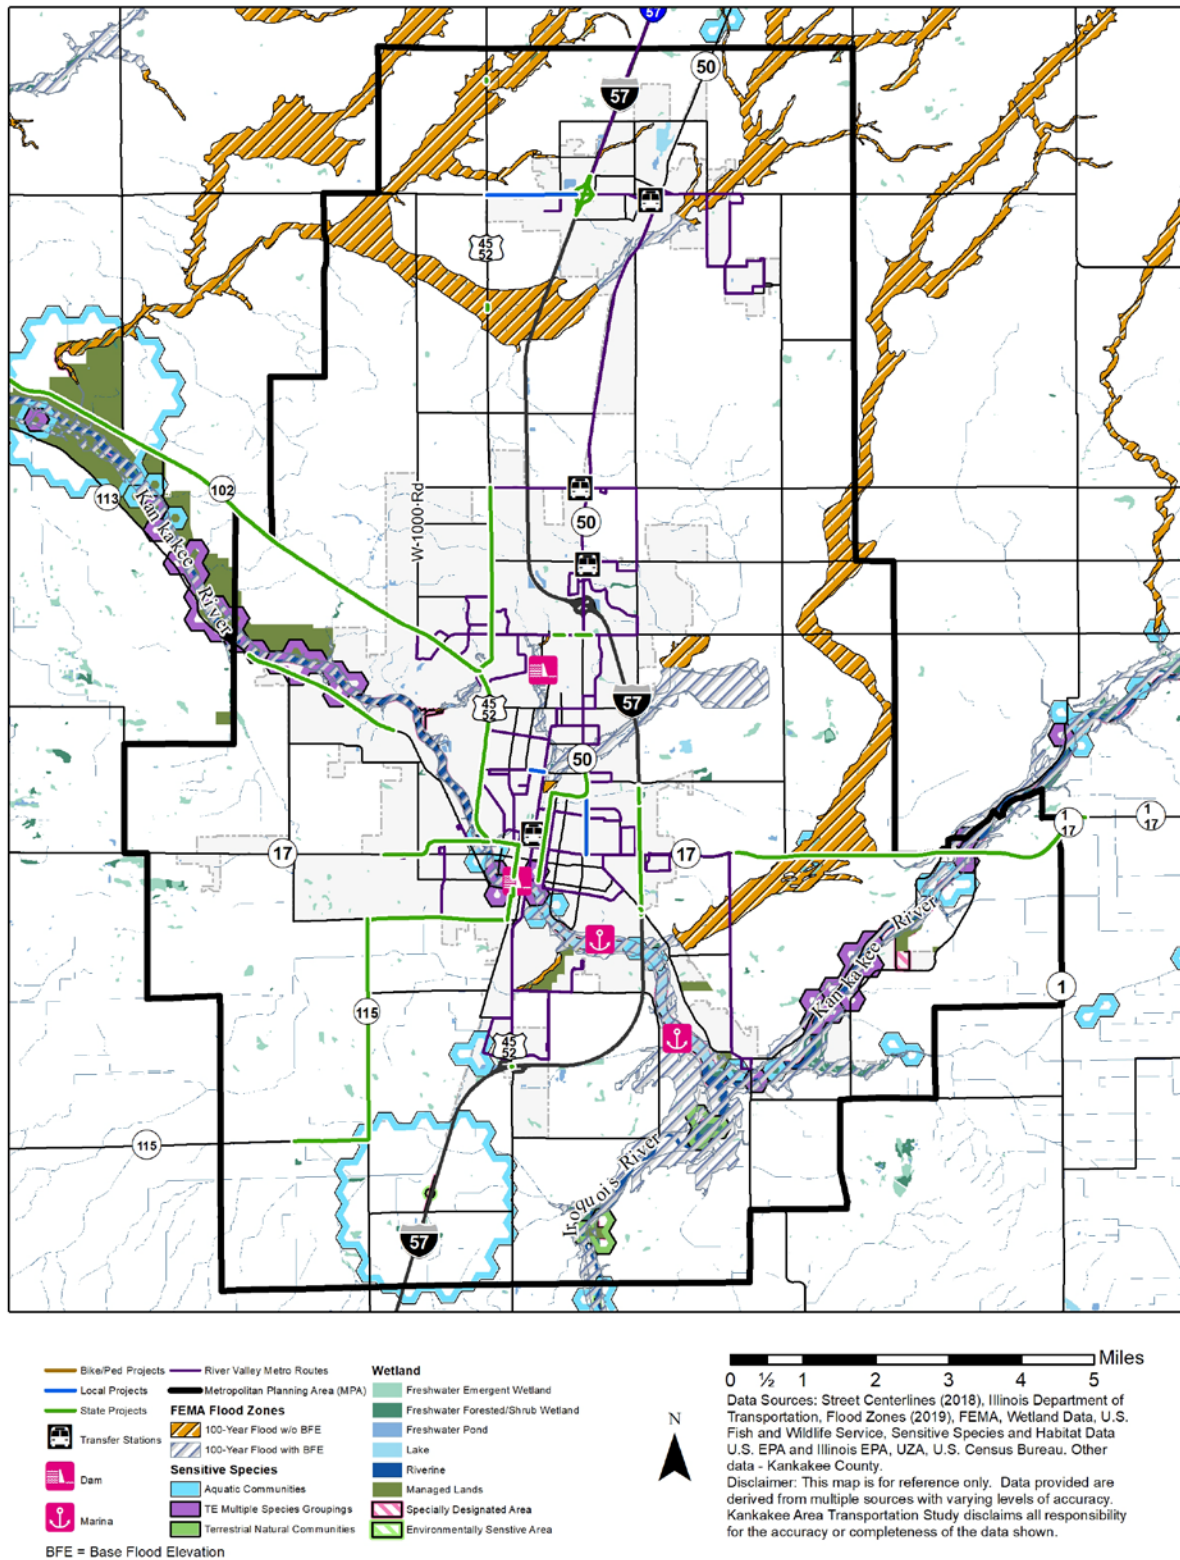 57
50
57
45
52
102
113
Kankakee River
W-1000-Rd
50
45
52
57
50
17
17
1
17
1
17
Kankakee River
1
115
45
52
115
Iroquois River
57
Bike/Ped Projects
Local Projects
State Projects
Transfer Stations
Dam
Marina
BFE = Base Flood Elevation
River Valley Metro Routes
Metropolitan Planning Area (MPA)
FEMA Flood Zones
100-Year Flood w/o BFE
100-Year Flood with BFE
Sensitive Species
Aquatic Communities
TE Multiple Species Groupings
Terrestrial Natural Communities
Wetland
Freshwater Emergent Wetland
Freshwater Forested/Shrub Wetland
Freshwater Pond
Lake
Riverine
Managed Lands
Specially Designated Area
Environmentally Senstive Area
N
Miles
0 ½ 1 2 3 4 5
Data Sources: Street Centerlines (2018), Illinois Department of
Transportation, Flood Zones (2019), FEMA, Wetland Data, U.S.
Fish and Wildlife Service, Sensitive Species and Habitat Data
U.S. EPA and Illinois EPA, UZA, U.S. Census Bureau. Other
data - Kankakee County.
Disclaimer: This map is for reference only. Data provided are
derived from multiple sources with varying levels of accuracy.
Kankakee Area Transportation Study disclaims all responsibility
for the accuracy or completeness of the data shown.